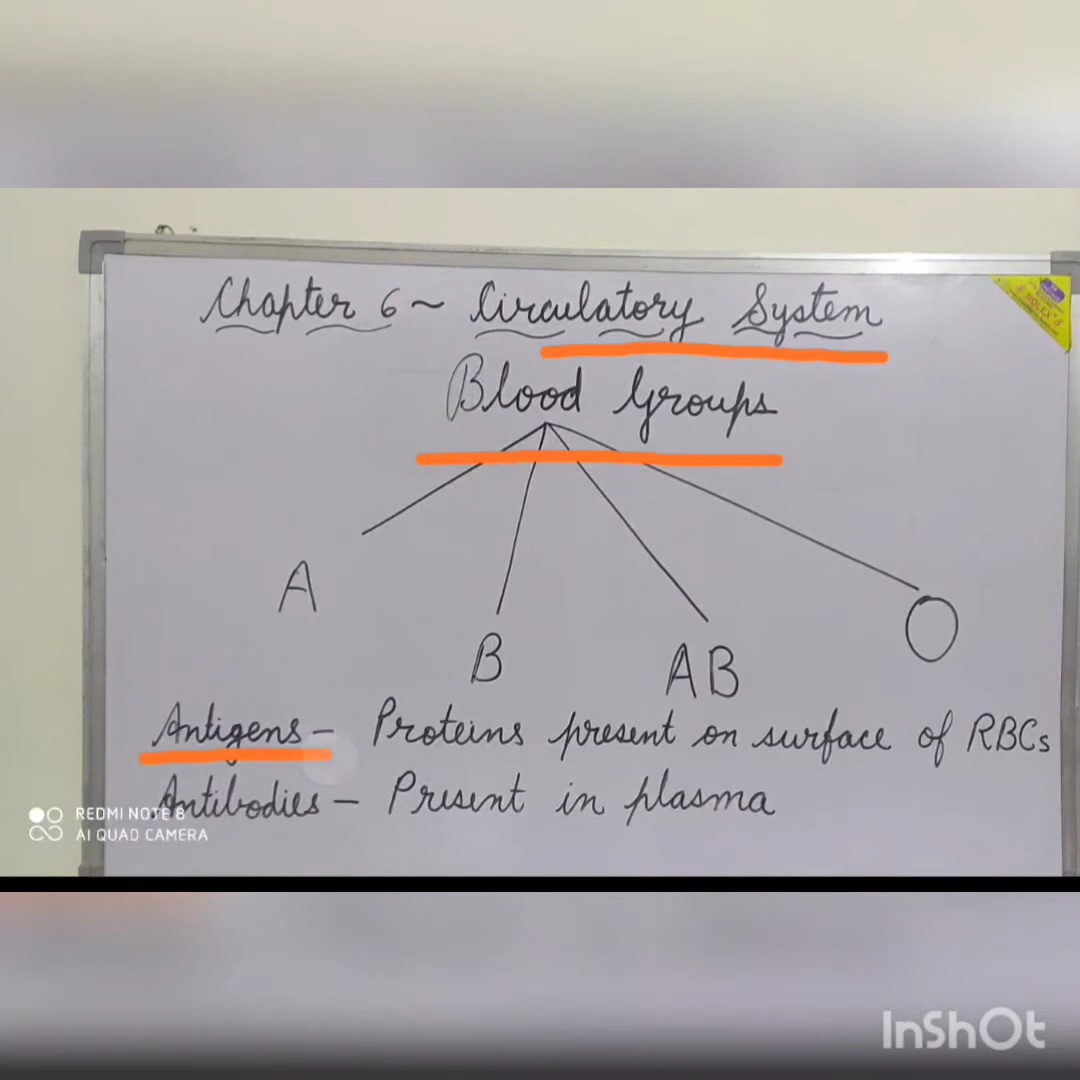 Chapter 6 ~ Circulatory System
Blood Groups
A
B
AB
O
Antigens - Proteins present on surface of RBCs
Antibodies - Present in plasma
REDMI NOTE 8
AI QUAD CAMERA
InShOt